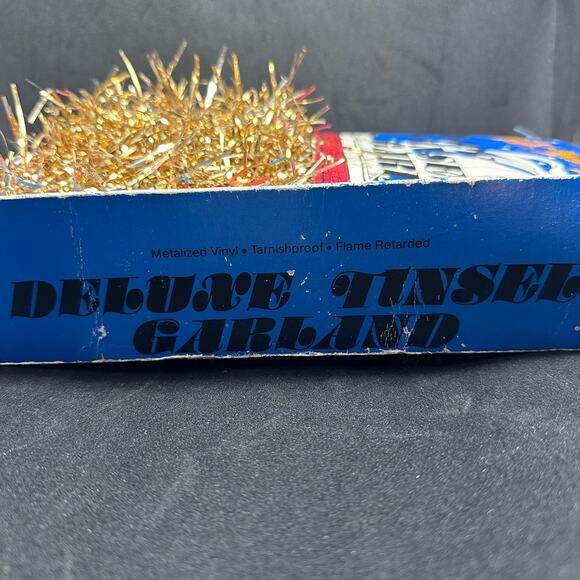 Metalized Vinyl • Tarnishproof • Flame Retarded
DELUXE TINSEL
GARLAND